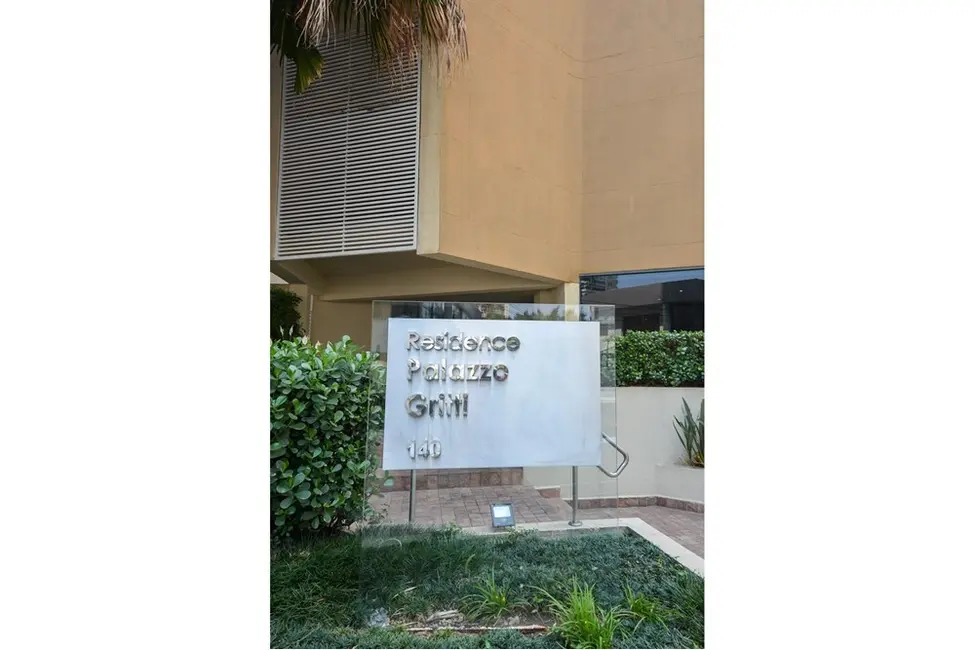 Residence
Palazzo
Gritti
140